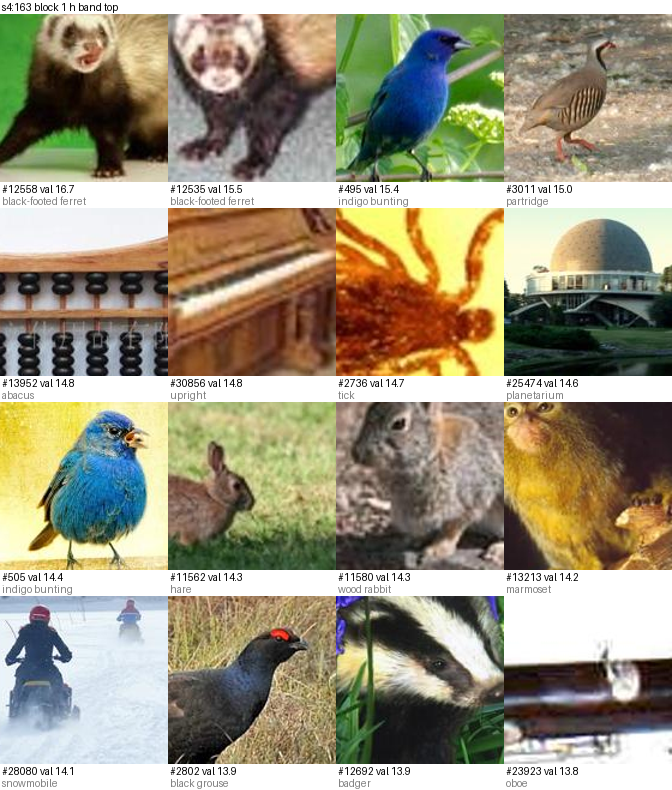 s4:163 block 1 h band top
#12558 val 16.7
black-footed ferret
#12535 val 15.5
black-footed ferret
#495 val 15.4
indigo bunting
#3011 val 15.0
partridge
#13952 val 14.8
abacus
#30856 val 14.8
upright
#2736 val 14.7
tick
#25474 val 14.6
planetarium
#505 val 14.4
indigo bunting
#11562 val 14.3
hare
#11580 val 14.3
wood rabbit
#13213 val 14.2
marmoset
#28080 val 14.1
snowmobile
#2802 val 13.9
black grouse
#12692 val 13.9
badger
#23923 val 13.8
oboe